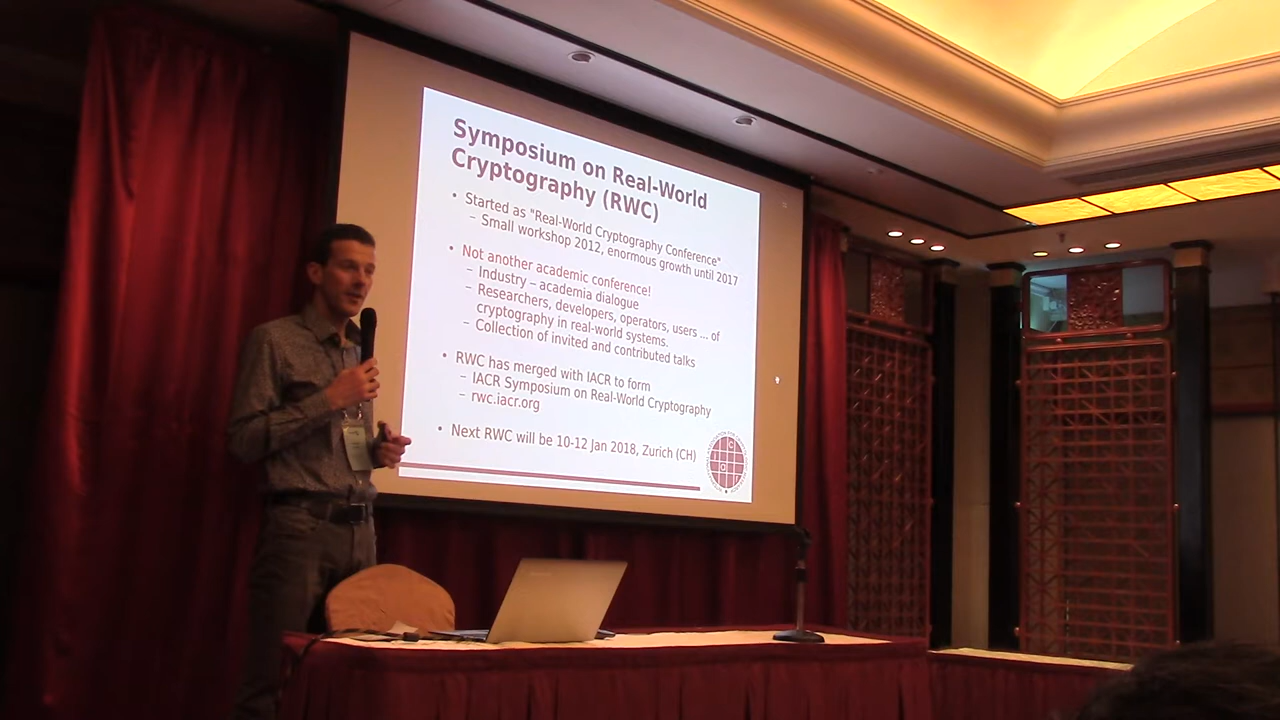 Symposium on Real-World
Cryptography (RWC)
• Started as "Real-World Cryptography Conference"
– Small workshop 2012, enormous growth until 2017
• Not another academic conference!
– Industry – academia dialogue
– Researchers, developers, operators, users ... of
cryptography in real-world systems.
– Collection of invited and contributed talks
• RWC has merged with IACR to form
– IACR Symposium on Real-World Cryptography
– rwc.iacr.org
• Next RWC will be 10-12 Jan 2018, Zurich (CH)